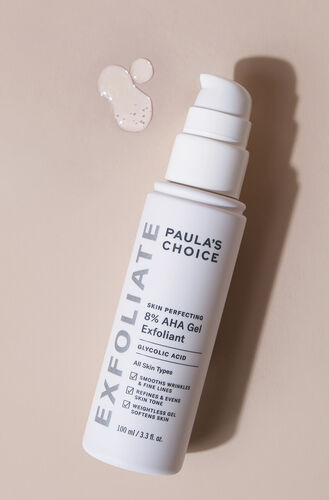 EXFOLIATE
PAULA'S
CHOICE
SKIN PERFECTING
8% AHA Gel
Exfoliant
GLYCOLIC ACID
All Skin Types
SMOOTHS WRINKLES
& FINE LINES
REFINES & EVENS
SKIN TONE
WEIGHTLESS GEL
SOFTENS SKIN
100 ml / 3.3 fl. oz.